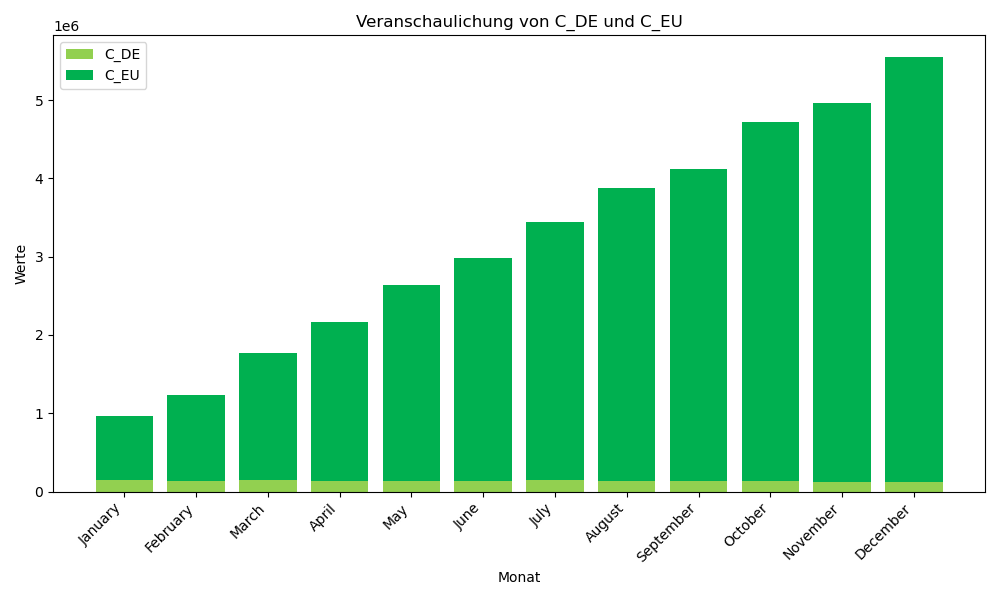 Veranschaulichung von C_DE und C_EU
1e6
C_DE
C_EU
5
4
3
2
1
0
Werte
January
February
March
April
May
June
July
August
September
October
November
December
Monat